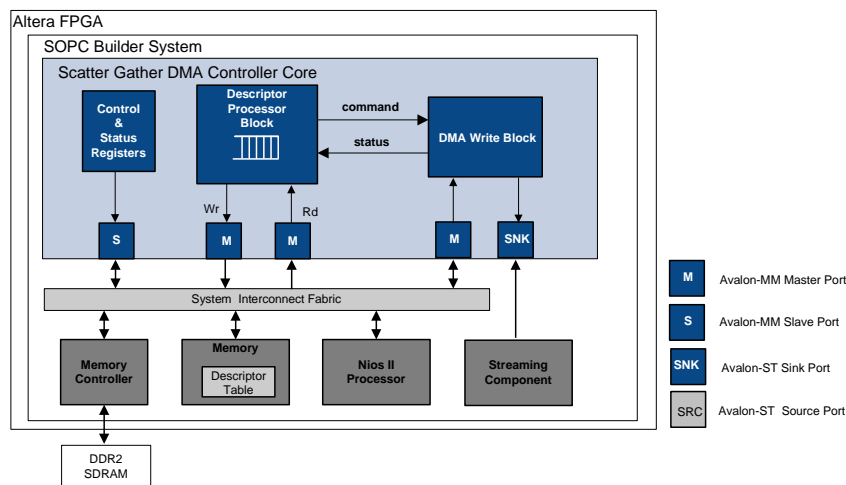 Altera FPGA
SOPC Builder System
Scatter Gather DMA Controller Core
Control
&
Status
Registers
Descriptor
Processor
Block
command
status
DMA Write Block
Wr
Rd
S
M
M
M
SNK
System Interconnect Fabric
Memory
Controller
Memory
Descriptor
Table
Nios II
Processor
Streaming
Component
DDR2
SDRAM
M
Avalon-MM Master Port
S
Avalon-MM Slave Port
SNK
Avalon-ST Sink Port
SRC
Avalon-ST Source Port